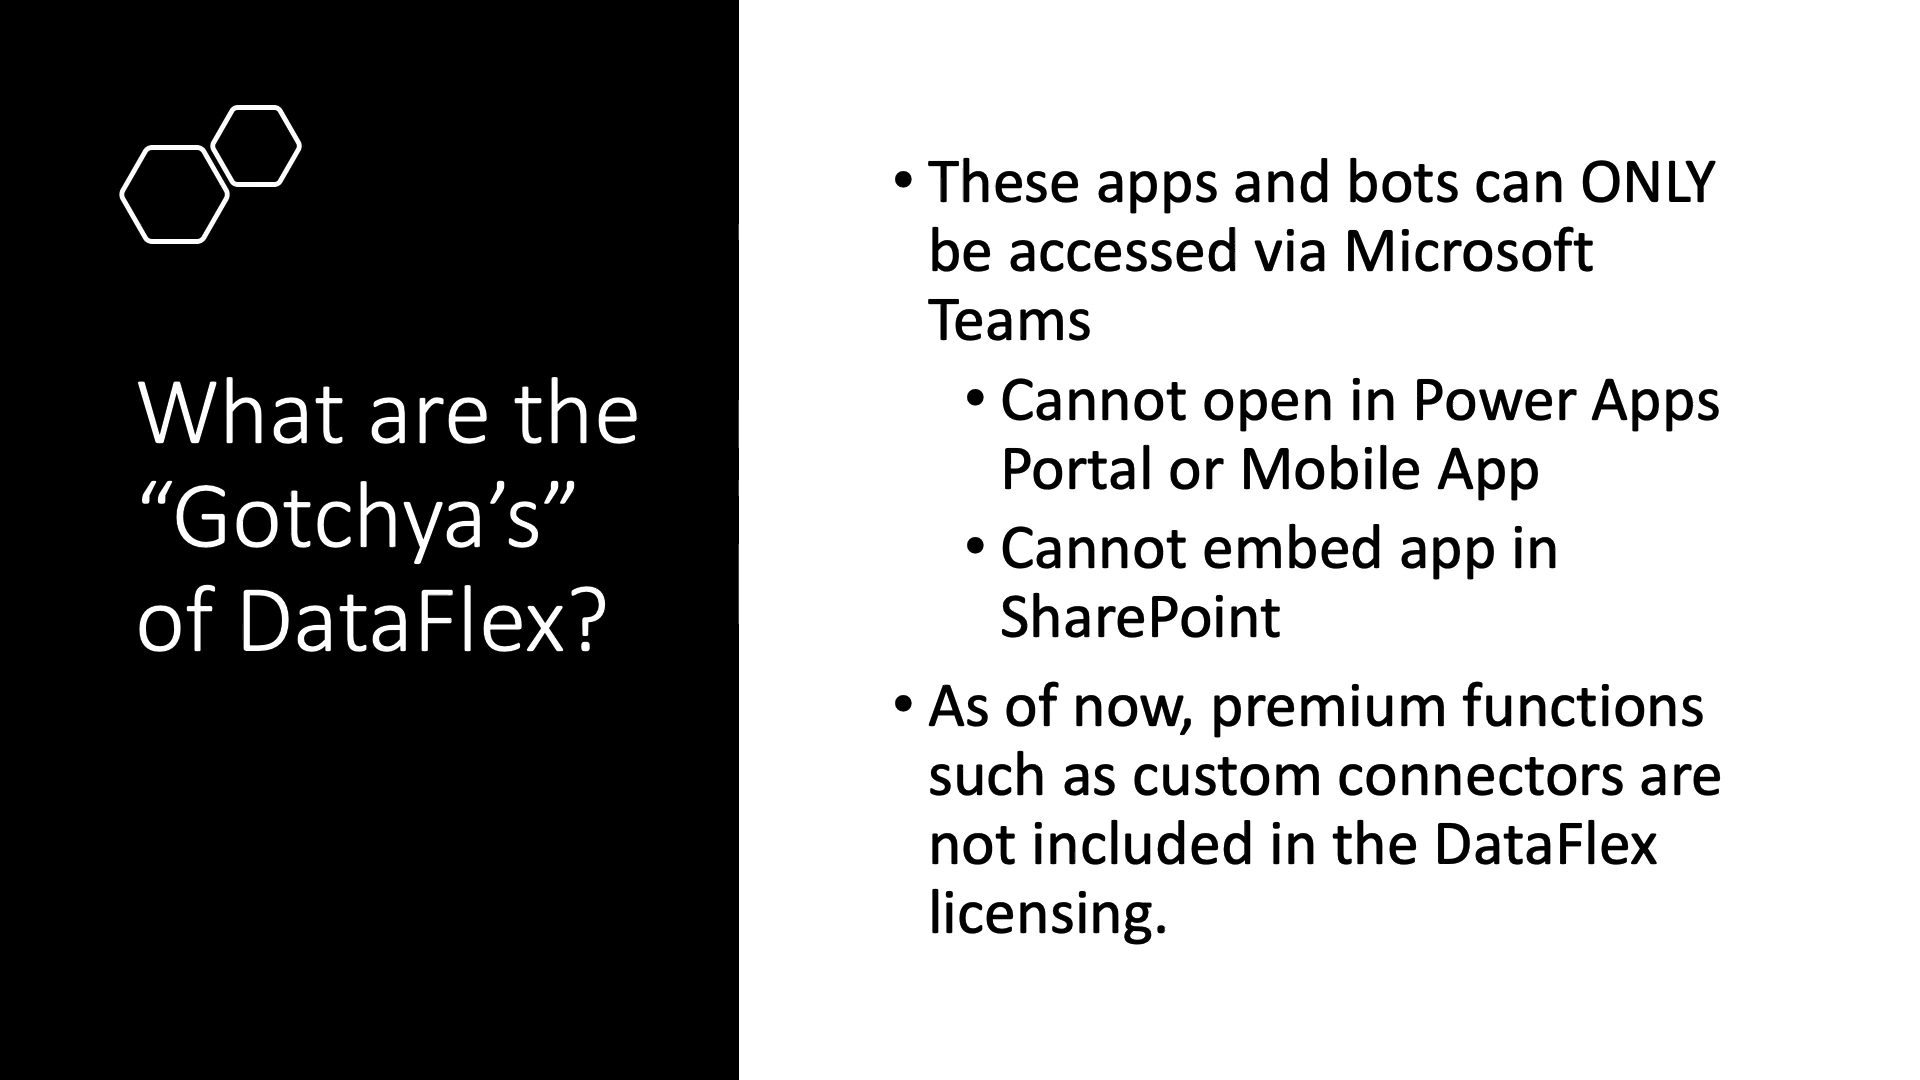 What are the
“Gotchya’s”
of DataFlex?
• These apps and bots can ONLY
be accessed via Microsoft
Teams
• Cannot open in Power Apps
Portal or Mobile App
• Cannot embed app in
SharePoint
• As of now, premium functions
such as custom connectors are
not included in the DataFlex
licensing.